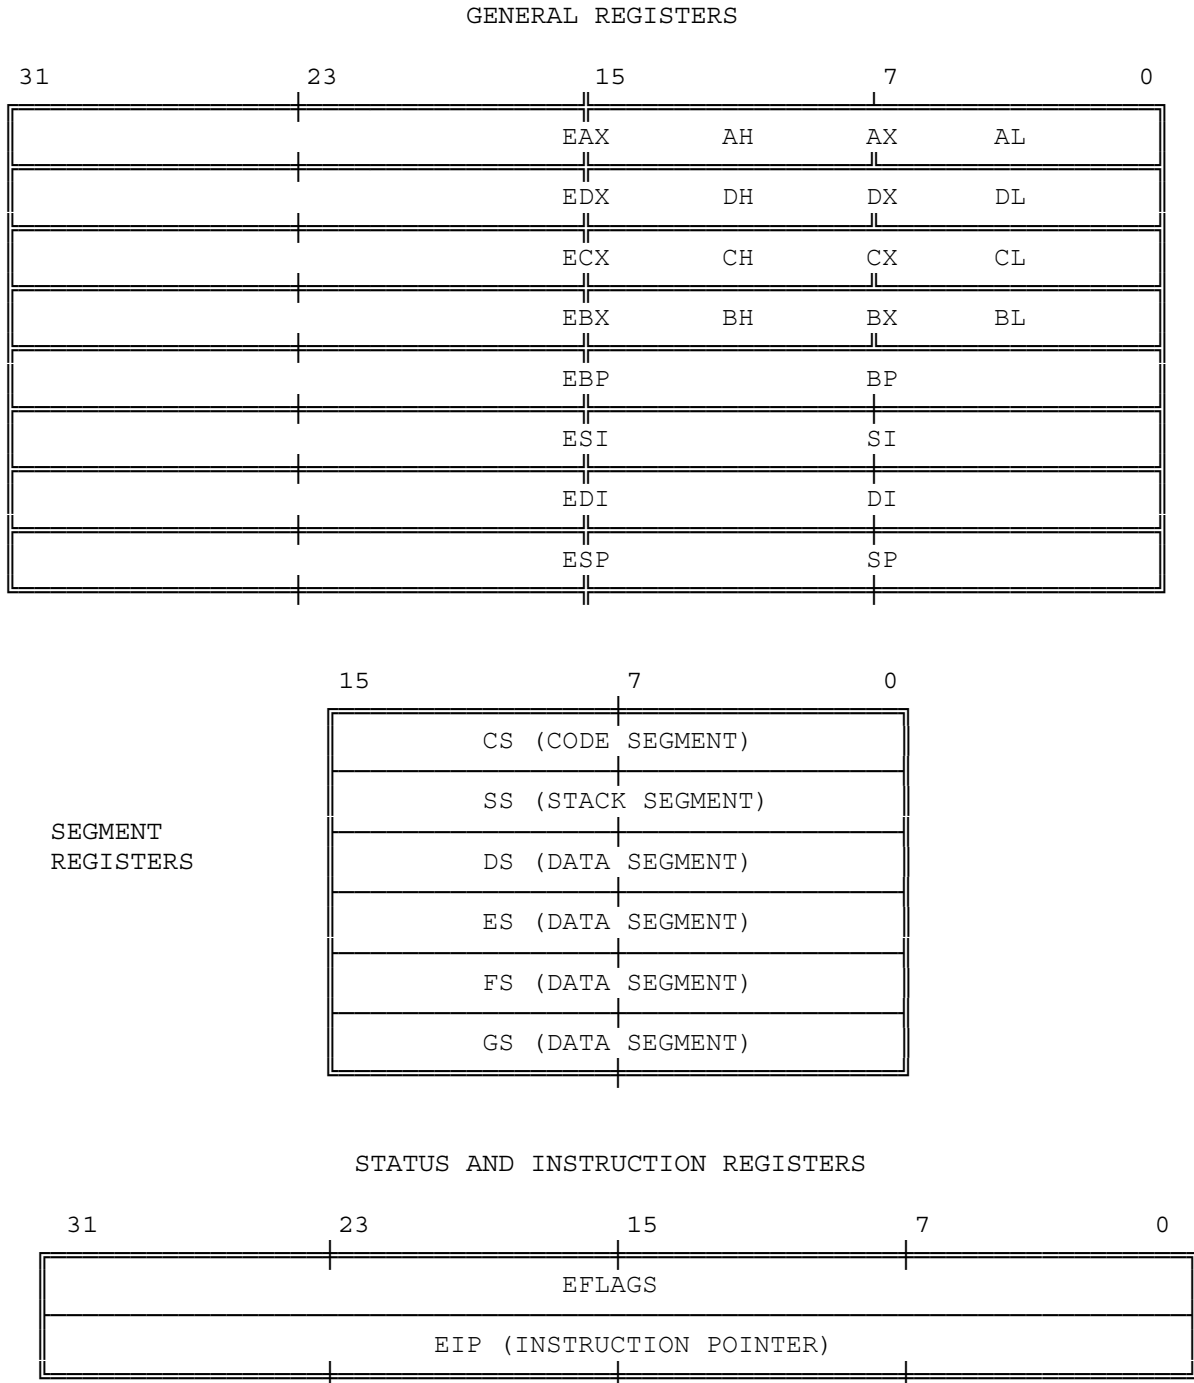 GENERAL REGISTERS
31 23 15 7 0
EAX AH AX AL
EDX DH DX DL
ECX CH CX CL
EBX BH BX BL
EBP BP
ESI SI
EDI DI
ESP SP
15 7 0
CS (CODE SEGMENT)
SS (STACK SEGMENT)
SEGMENT
REGISTERS
DS (DATA SEGMENT)
ES (DATA SEGMENT)
FS (DATA SEGMENT)
GS (DATA SEGMENT)
STATUS AND INSTRUCTION REGISTERS
31 23 15 7 0
EFLAGS
EIP (INSTRUCTION POINTER)